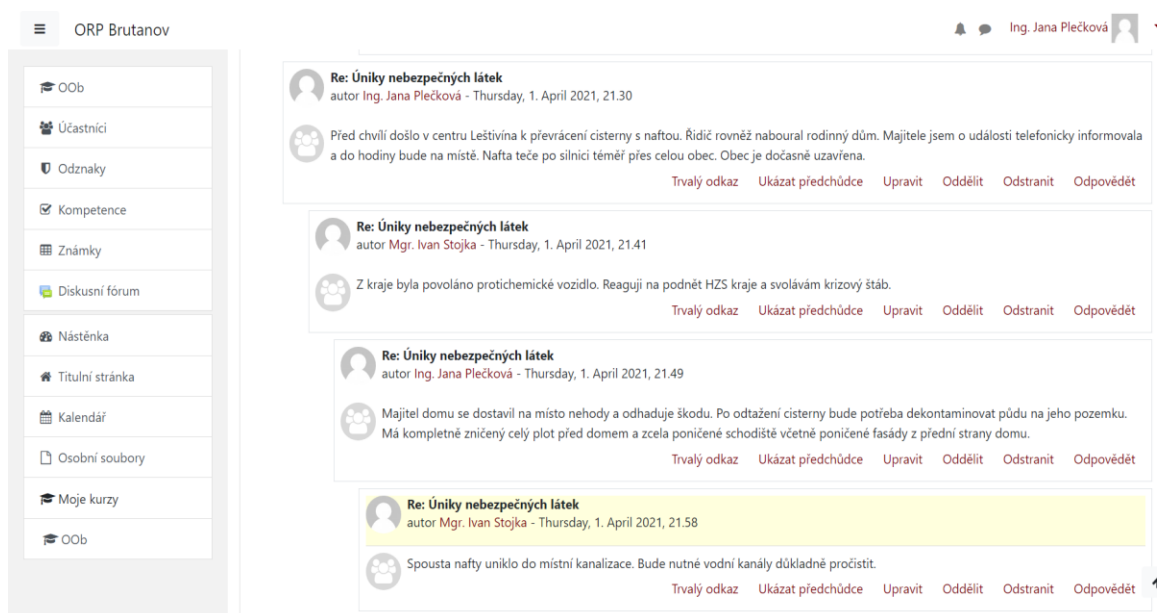 ORP Brutanov
Ing. Jana Plečková
OOb
Účastníci
Odznaky
Kompetence
Známky
Diskusní fórum
Nástěnka
Titulní stránka
Kalendář
Osobní soubory
Moje kurzy
OOb
Re: Úniky nebezpečných látek
autor Ing. Jana Plečková - Thursday, 1. April 2021, 21.30
Před chvílí došlo v centru Leštivína k převrácení cisterny s naftou. Řidič rovněž naboural rodinný dům. Majitele jsem o události telefonicky informovala
a do hodiny bude na místě. Nafta teče po silnici téměř přes celou obec. Obec je dočasně uzavřena.
Trvalý odkaz Ukázat předchůdce Upravit Oddělit Odstranit Odpovědět
Re: Úniky nebezpečných látek
autor Mgr. Ivan Stojka - Thursday, 1. April 2021, 21.41
Z kraje byla povoláno protichemické vozidlo. Reaguji na podnět HZS kraje a svolávám krizový štáb.
Trvalý odkaz Ukázat předchůdce Upravit Oddělit Odstranit Odpovědět
Re: Úniky nebezpečných látek
autor Ing. Jana Plečková - Thursday, 1. April 2021, 21.49
Majitel domu se dostavil na místo nehody a odhaduje škodu. Po odtažení cisterny bude potřeba dekontaminovat půdu na jeho pozemku.
Má kompletně zničený celý plot před domem a zcela poničené schodiště včetně poničené fasády z přední strany domu.
Trvalý odkaz Ukázat předchůdce Upravit Oddělit Odstranit Odpovědět
Re: Úniky nebezpečných látek
autor Mgr. Ivan Stojka - Thursday, 1. April 2021, 21.58
Spousta nafty uniklo do místní kanalizace. Bude nutné vodní kanály důkladně pročistit.
Trvalý odkaz Ukázat předchůdce Upravit Oddělit Odstranit Odpovědět